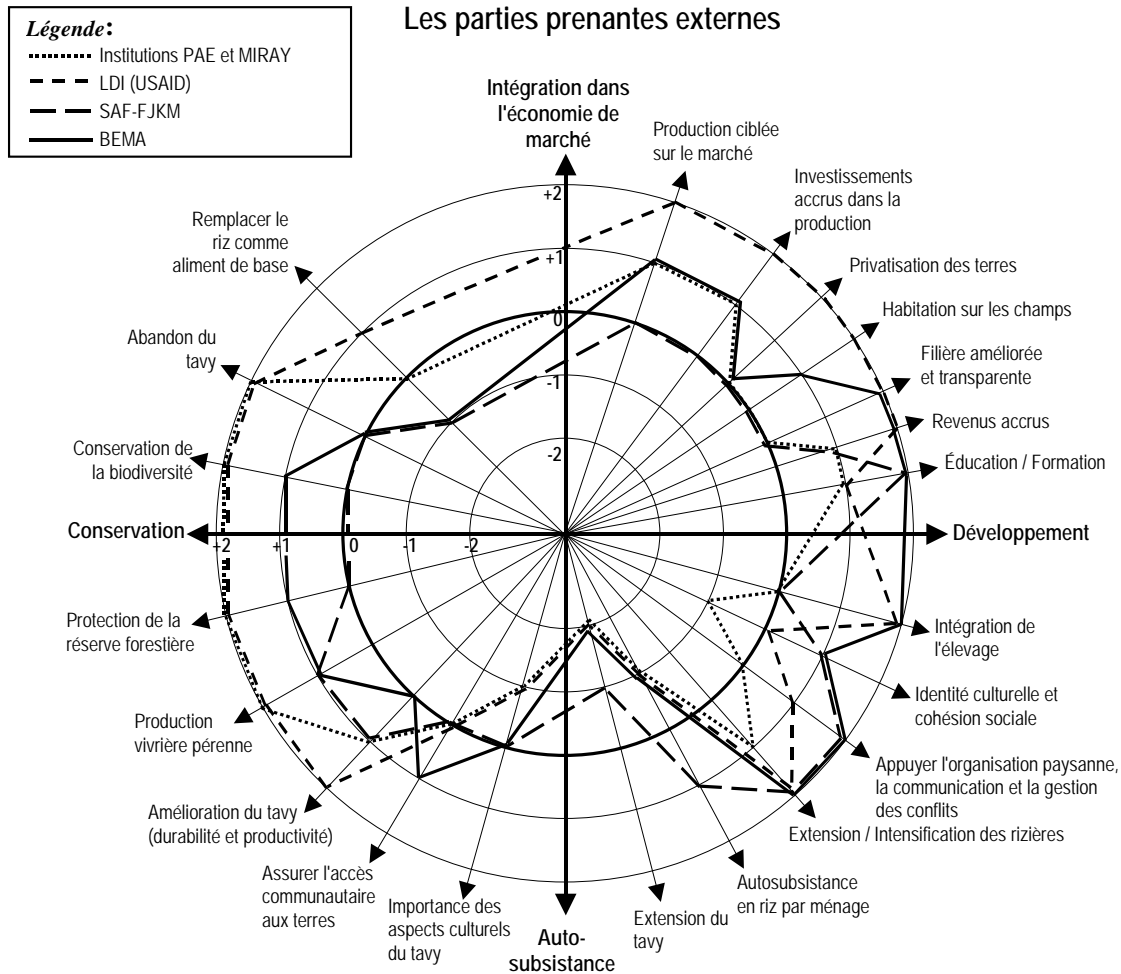 Les parties prenantes externes
Légende:
Institutions PAE et MIRAY
LDI (USAID)
SAF-FJKM
BEMA
Intégration dans
l'économie de
marché
Production ciblée
sur le marché
Investissements
accrus dans la
production
Privatisation des terres
Habitation sur les champs
Filière améliorée
et transparente
Revenus accrus
Éducation / Formation
Développement
Intégration de
l'élevage
Identité culturelle et
cohésion sociale
Appuyer l'organisation paysanne,
la communication et la gestion
des conflits
Extension / Intensification des rizières
Autosubsistance
en riz par ménage
Extension du
tavy
Auto-
subsistance
Importance des
aspects culturels
du tavy
Assurer l'accès
communautaire
aux terres
Amélioration du tavy
(durabilité et productivité)
Production
vivrière pérenne
Protection de la
réserve forestière
Conservation
Conservation de
la biodiversité
Abandon du
tavy
Remplacer le
riz comme
aliment de base
+2
+1
0
-1
-2
+2
+1
0
-1
-2